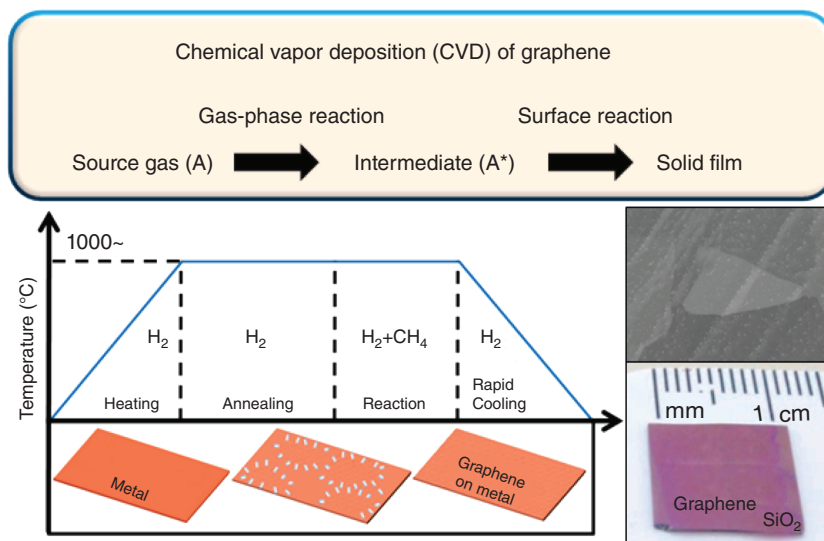 Chemical vapor deposition (CVD) of graphene
Gas-phase reaction Surface reaction
Source gas (A) Intermediate (A*) Solid film
Temperature (°C)
1000~
H₂ H₂ H₂+CH₄ H₂
Heating Annealing Reaction Rapid
Cooling
Metal
Graphene
on metal
mm 1 cm
Graphene
SiO₂